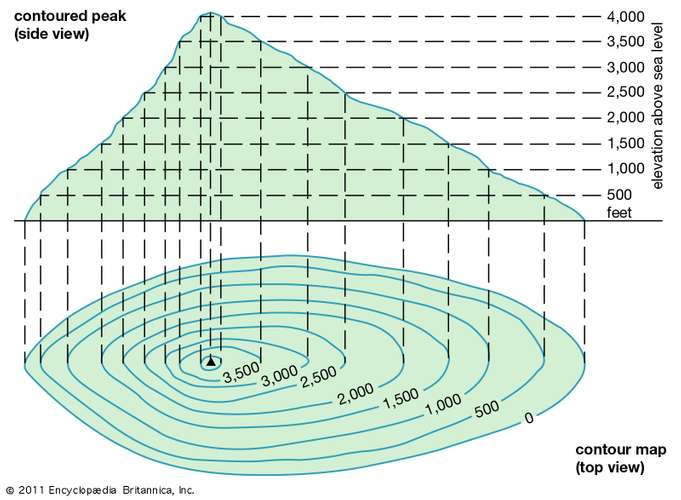 contoured peak
(side view)
4,000
3,500
3,000
2,500
2,000
1,500
1,000
500
feet
elevation above sea level
3,500
3,000
2,500
2,000
1,500
1,000
500
0
contour map
(top view)
© 2011 Encyclopædia Britannica, Inc.